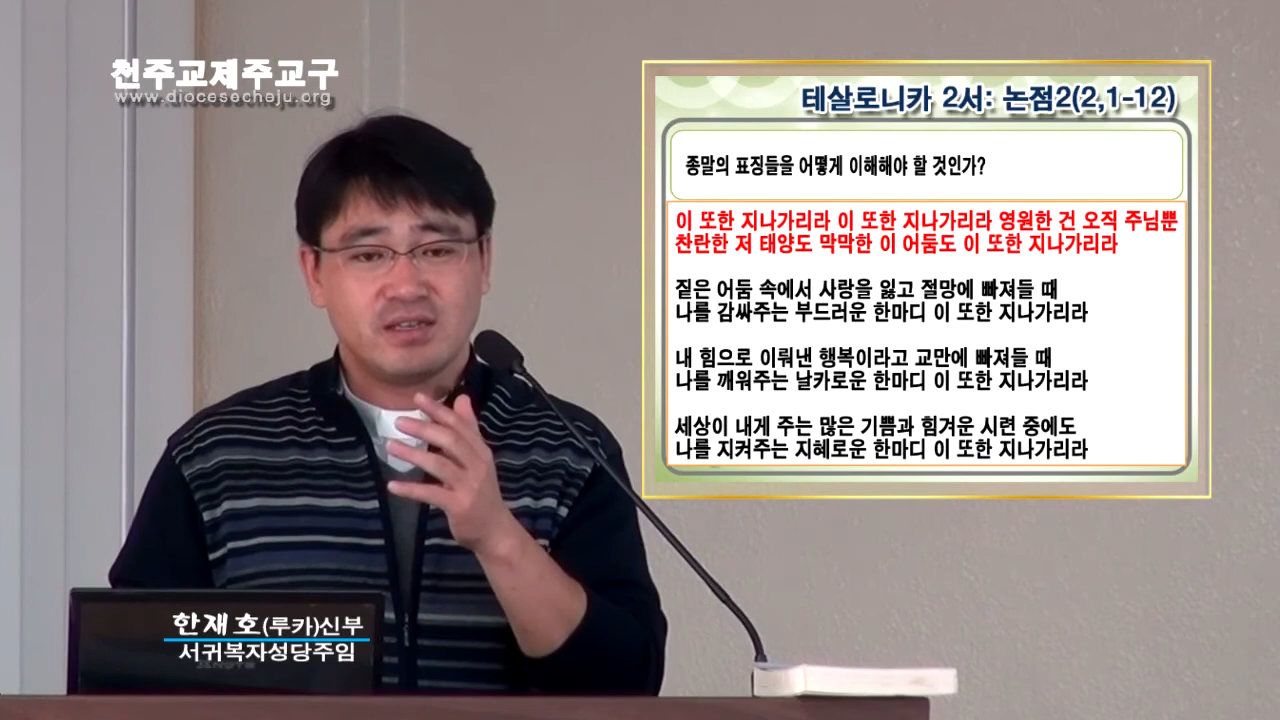 천주교제주교구
www.diocesecheju.org
테살로니카 2서: 논점2(2,1-12)
종말의 표징들을 어떻게 이해해야 할 것인가?
이 또한 지나가리라 이 또한 지나가리라 영원한 건 오직 주님뿐
찬란한 저 태양도 막막한 이 어둠도 이 또한 지나가리라
짙은 어둠 속에서 사랑을 잃고 절망에 빠져들 때
나를 감싸주는 부드러운 한마디 이 또한 지나가리라
내 힘으로 이뤄낸 행복이라고 교만에 빠져들 때
나를 깨워주는 날카로운 한마디 이 또한 지나가리라
세상이 내게 주는 많은 기쁨과 힘겨운 시련 중에도
나를 지켜주는 지혜로운 한마디 이 또한 지나가리라
한재호(루카)신부
서귀복자성당주임